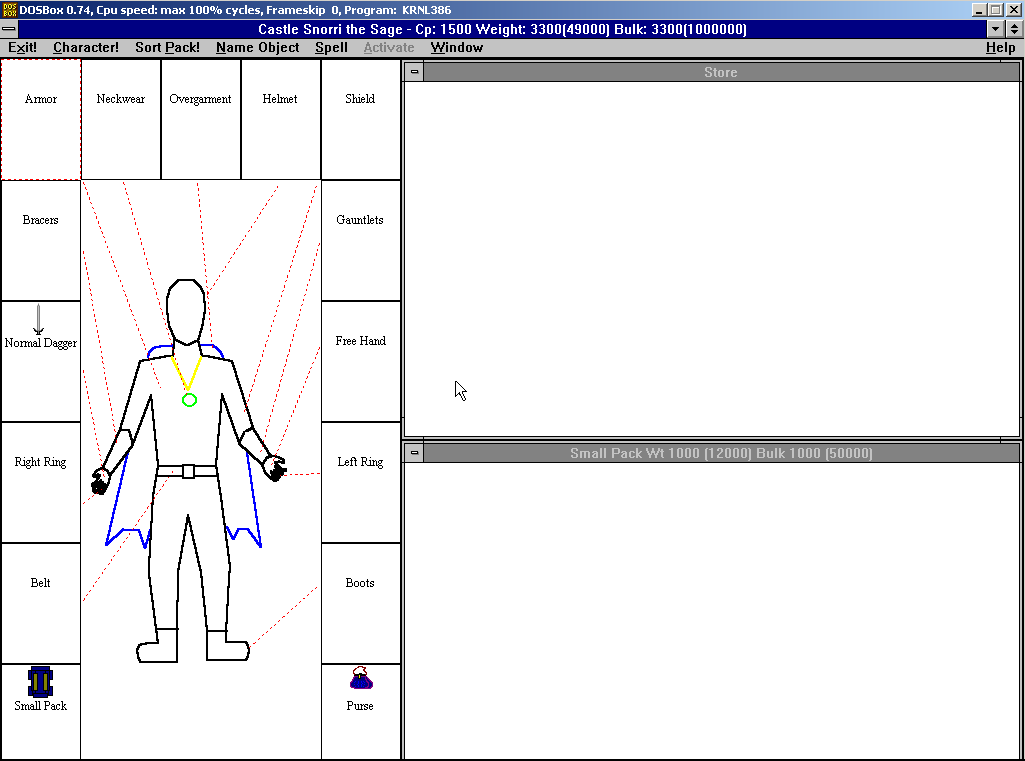 DOSBox 0.74, Cpu speed: max 100% cycles, Frameskip 0, Program: KRNL386
Castle Snorri the Sage - Cp: 1500 Weight: 3300(49000) Bulk: 3300(1000000)
Exit! Character! Sort Pack! Name Object Spell Activate Window Help
Armor Neckwear Overgarment Helmet Shield
Store
Bracers Gauntlets
Normal Dagger Free Hand
Right Ring Left Ring
Small Pack Wt 1000 (12000) Bulk 1000 (50000)
Belt Boots
Small Pack Purse